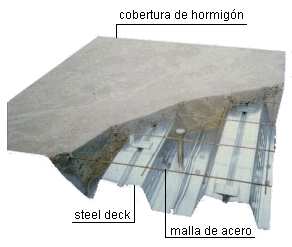 cobertura de hormigón
steel deck
malla de acero